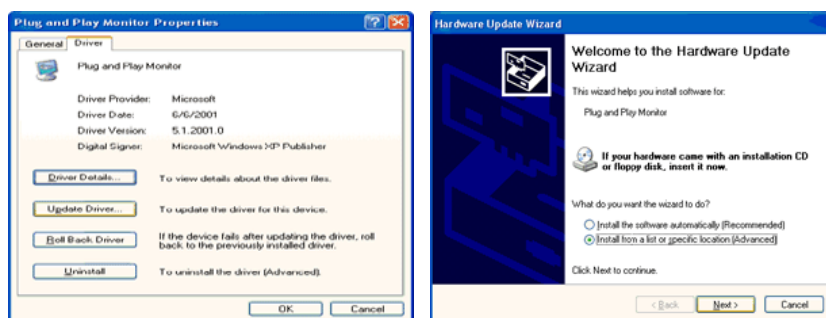 Plug and Play Monitor Properties
General Driver
Plug and Play Monitor
Driver Provider: Microsoft
Driver Date: 6/6/2001
Driver Version: 5.1.2001.0
Digital Signer: Microsoft Windows XP Publisher
Driver Details... To view details about the driver files.
Update Driver... To update the driver for this device.
Roll Back Driver If the device fails after updating the driver, roll
back to the previously installed driver.
Uninstall To uninstall the driver (Advanced).
OK Cancel
Hardware Update Wizard
Welcome to the Hardware Update
Wizard
This wizard helps you install software for:
Plug and Play Monitor
If your hardware came with an installation CD
or floppy disk, insert it now.
What do you want the wizard to do?
Install the software automatically (Recommended)
Install from a list or specific location (Advanced)
Click Next to continue.
< Back Next > Cancel